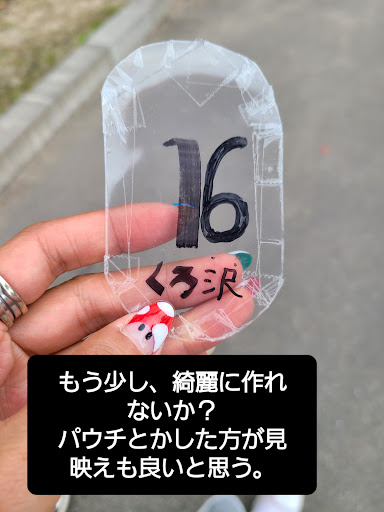 16
くろ沢
もう少し、綺麗に作れ
ないか？
パウチとかした方が見
映えも良いと思う。